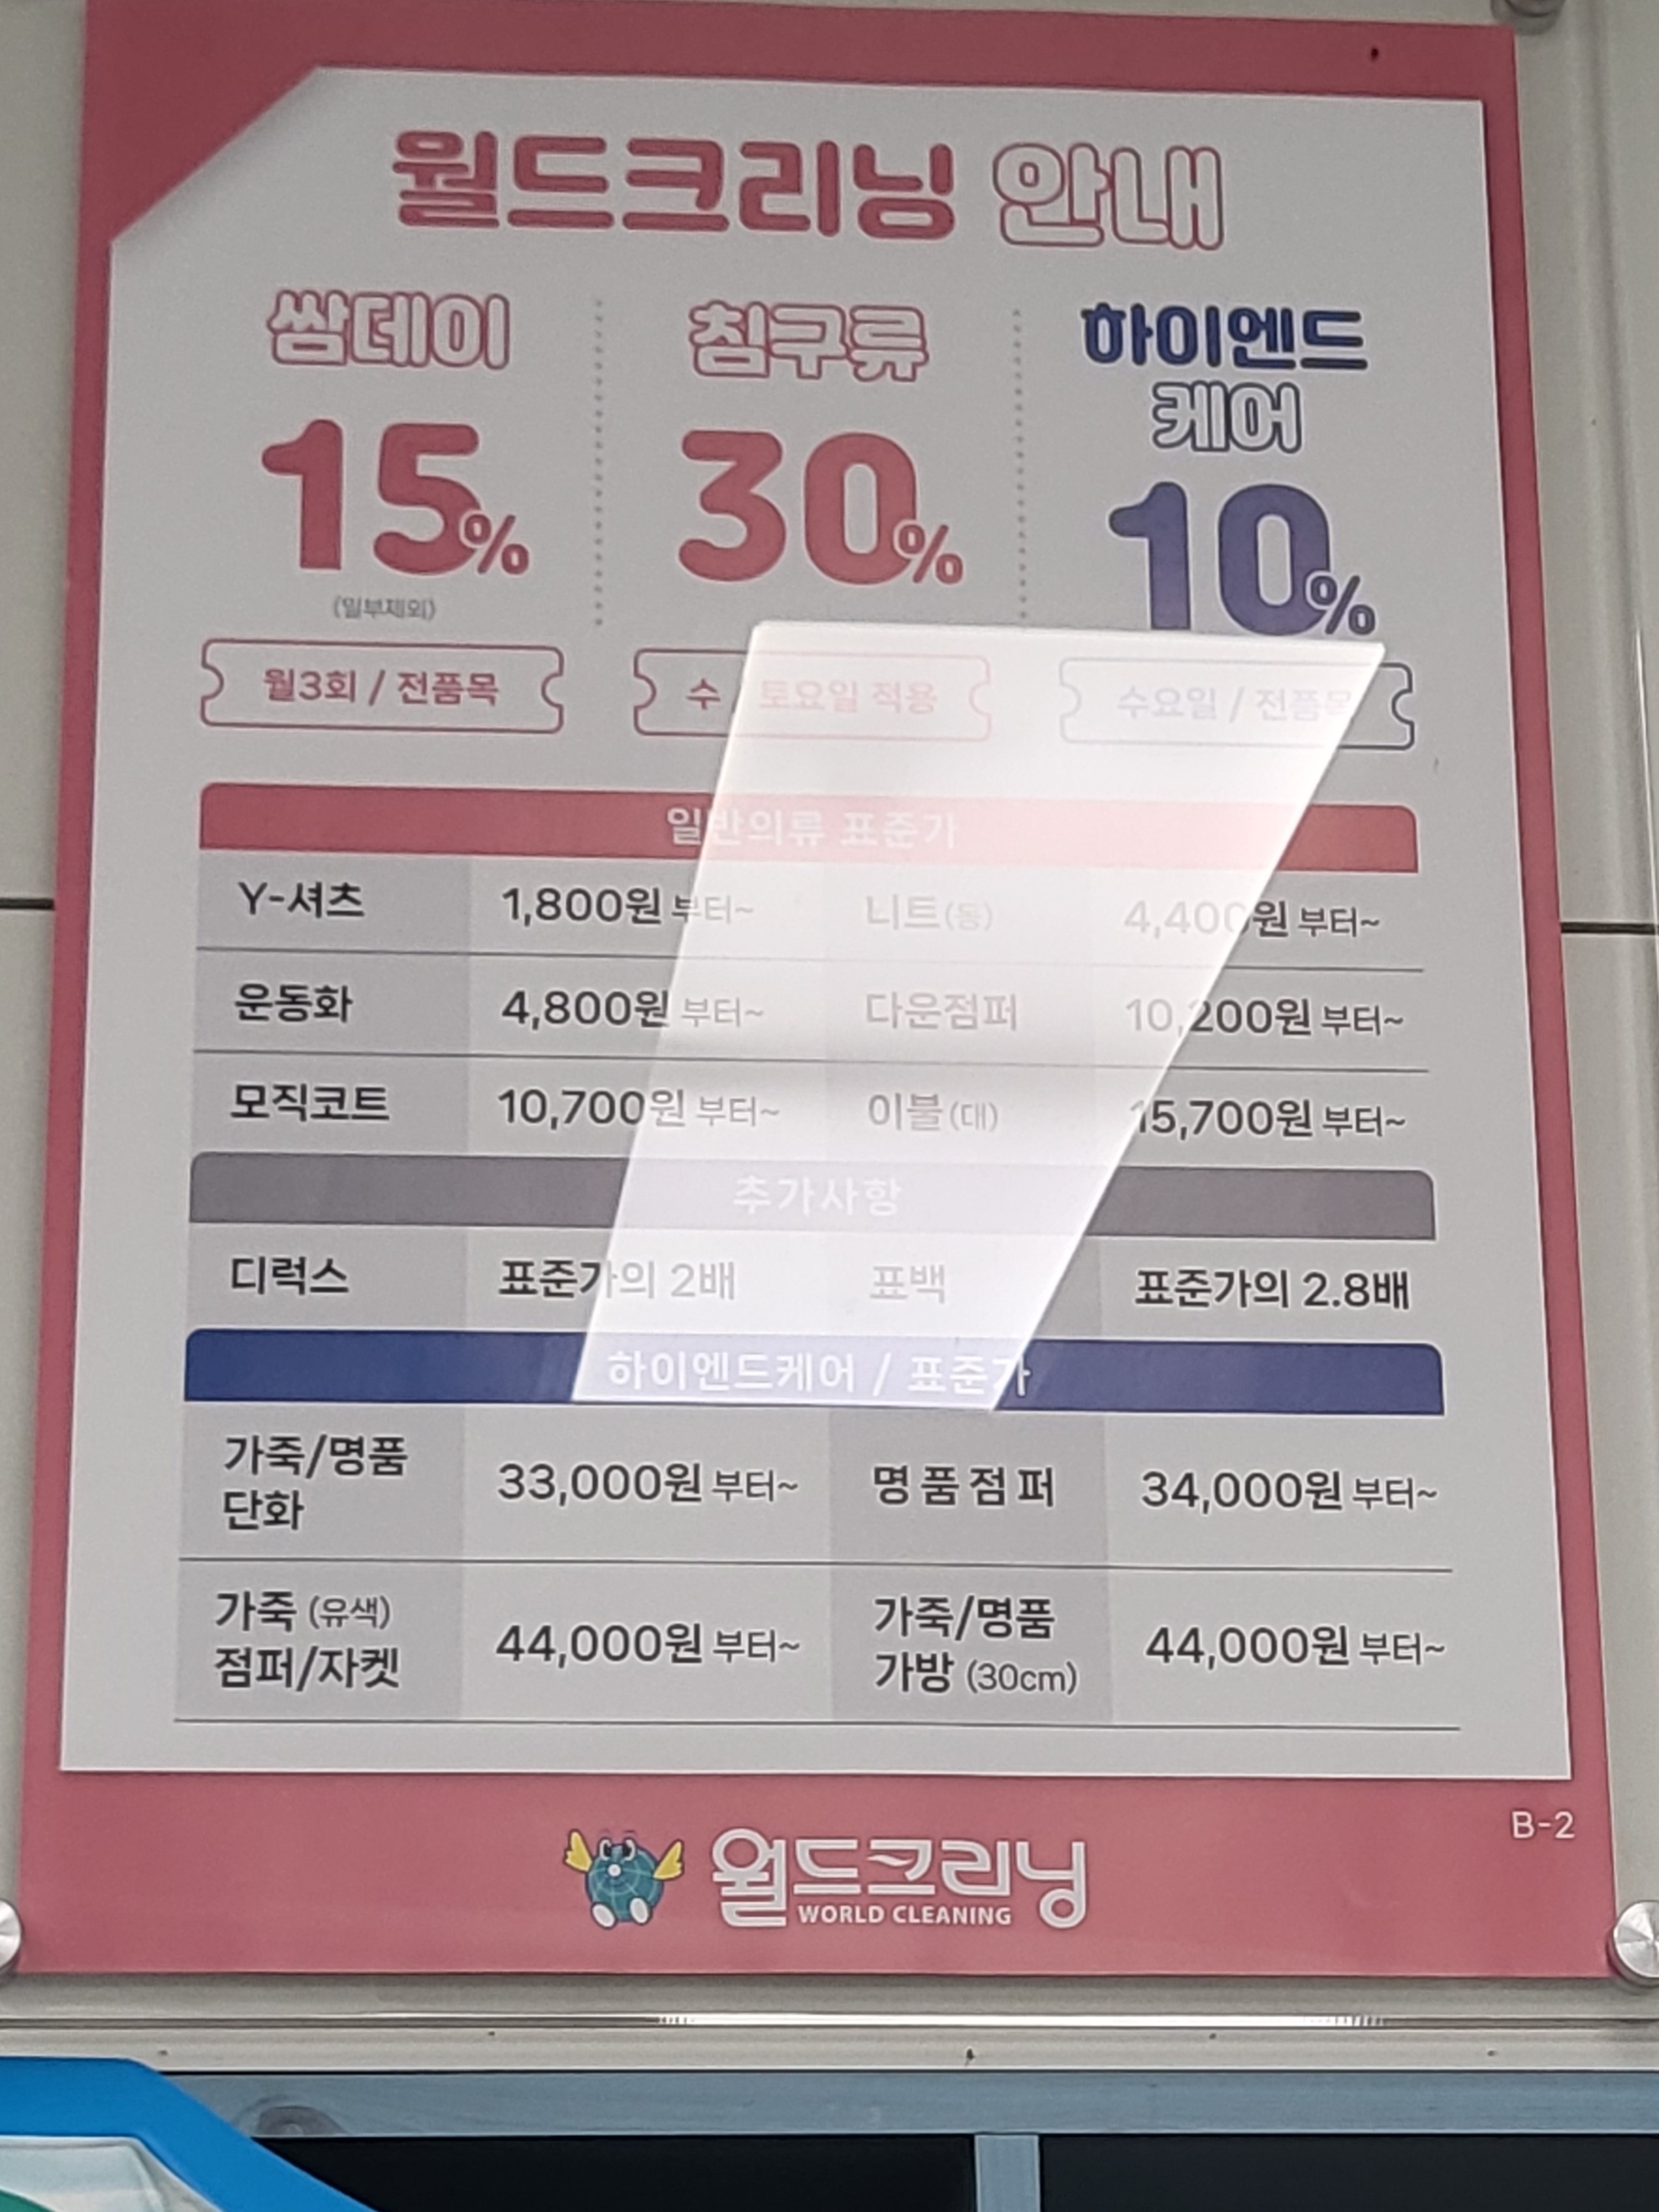 월드크리닝 안내
쌈데이
15%
(일부제외)
월3회 / 전품목
침구류
30%
수, 토요일 적용
하이엔드
케어
10%
수요일 / 전품목
일반의류 표준가
Y-셔츠 1,800원 부터~ 니트(동) 4,400원 부터~
운동화 4,800원 부터~ 다운점퍼 10,200원 부터~
모직코트 10,700원 부터~ 이불(대) 15,700원 부터~
추가사항
디럭스 표준가의 2배 표백 표준가의 2.8배
하이엔드케어 / 표준가
가죽/명품
단화 33,000원 부터~ 명품점퍼 34,000원 부터~
가죽 (유색)
점퍼/자켓 44,000원 부터~
가죽/명품
가방 (30cm) 44,000원 부터~
B-2
월드크리닝
WORLD CLEANING